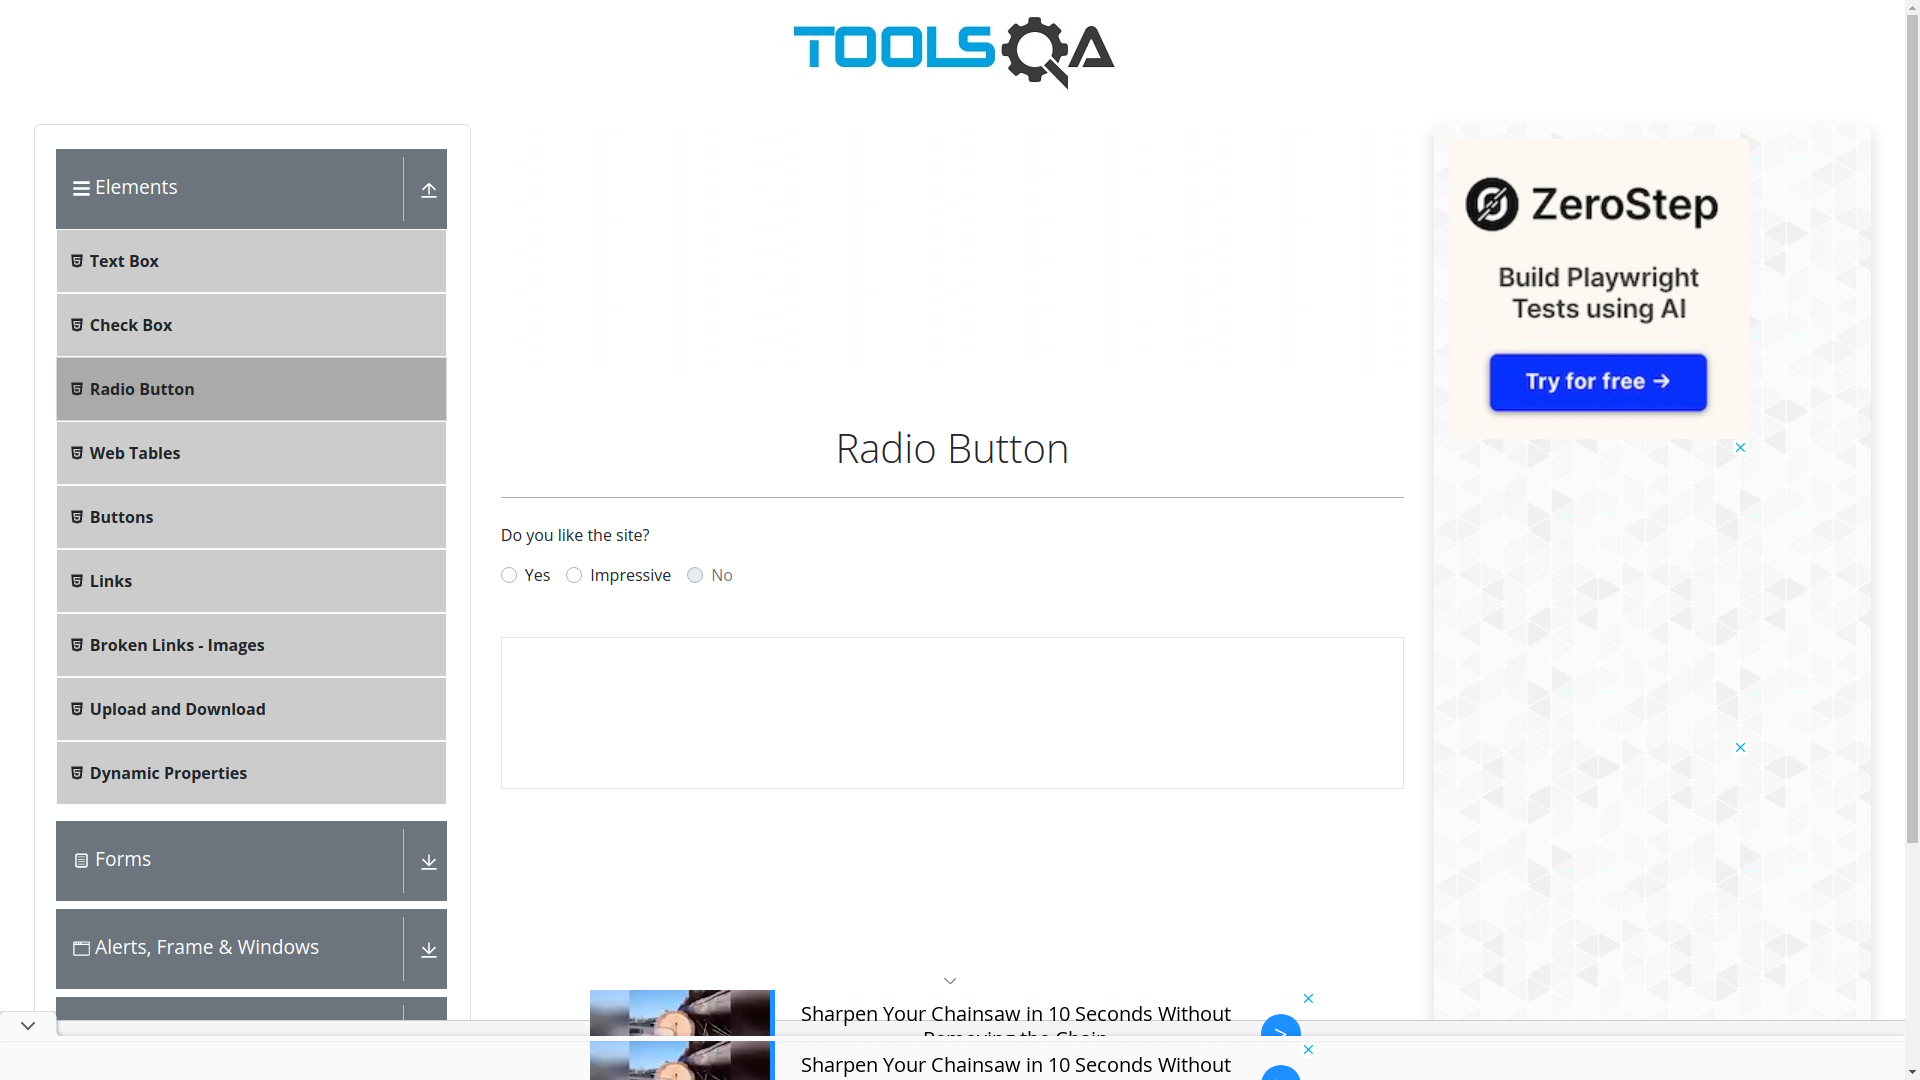 TOOLSQA
Elements
Text Box
Check Box
Radio Button
Web Tables
Buttons
Links
Broken Links - Images
Upload and Download
Dynamic Properties
Forms
Alerts, Frame & Windows
Radio Button
Do you like the site?
Yes Impressive No
ZeroStep
Build Playwright
Tests using AI
Try for free →
Sharpen Your Chainsaw in 10 Seconds Without
Removing the Chain
Sharpen Your Chainsaw in 10 Seconds Without